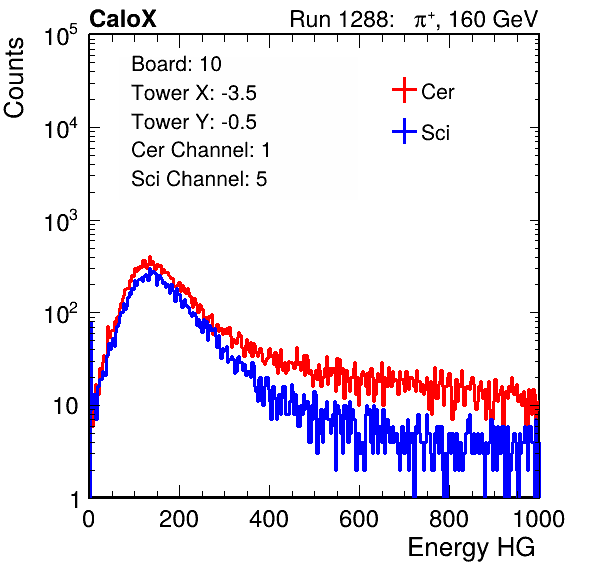 CaloX Run 1288: π⁺, 160 GeV
Counts
Board: 10
Tower X: -3.5
Tower Y: -0.5
Cer Channel: 1
Sci Channel: 5
Cer
Sci
10⁵
10⁴
10³
10²
10
1
0 200 400 600 800 1000
Energy HG